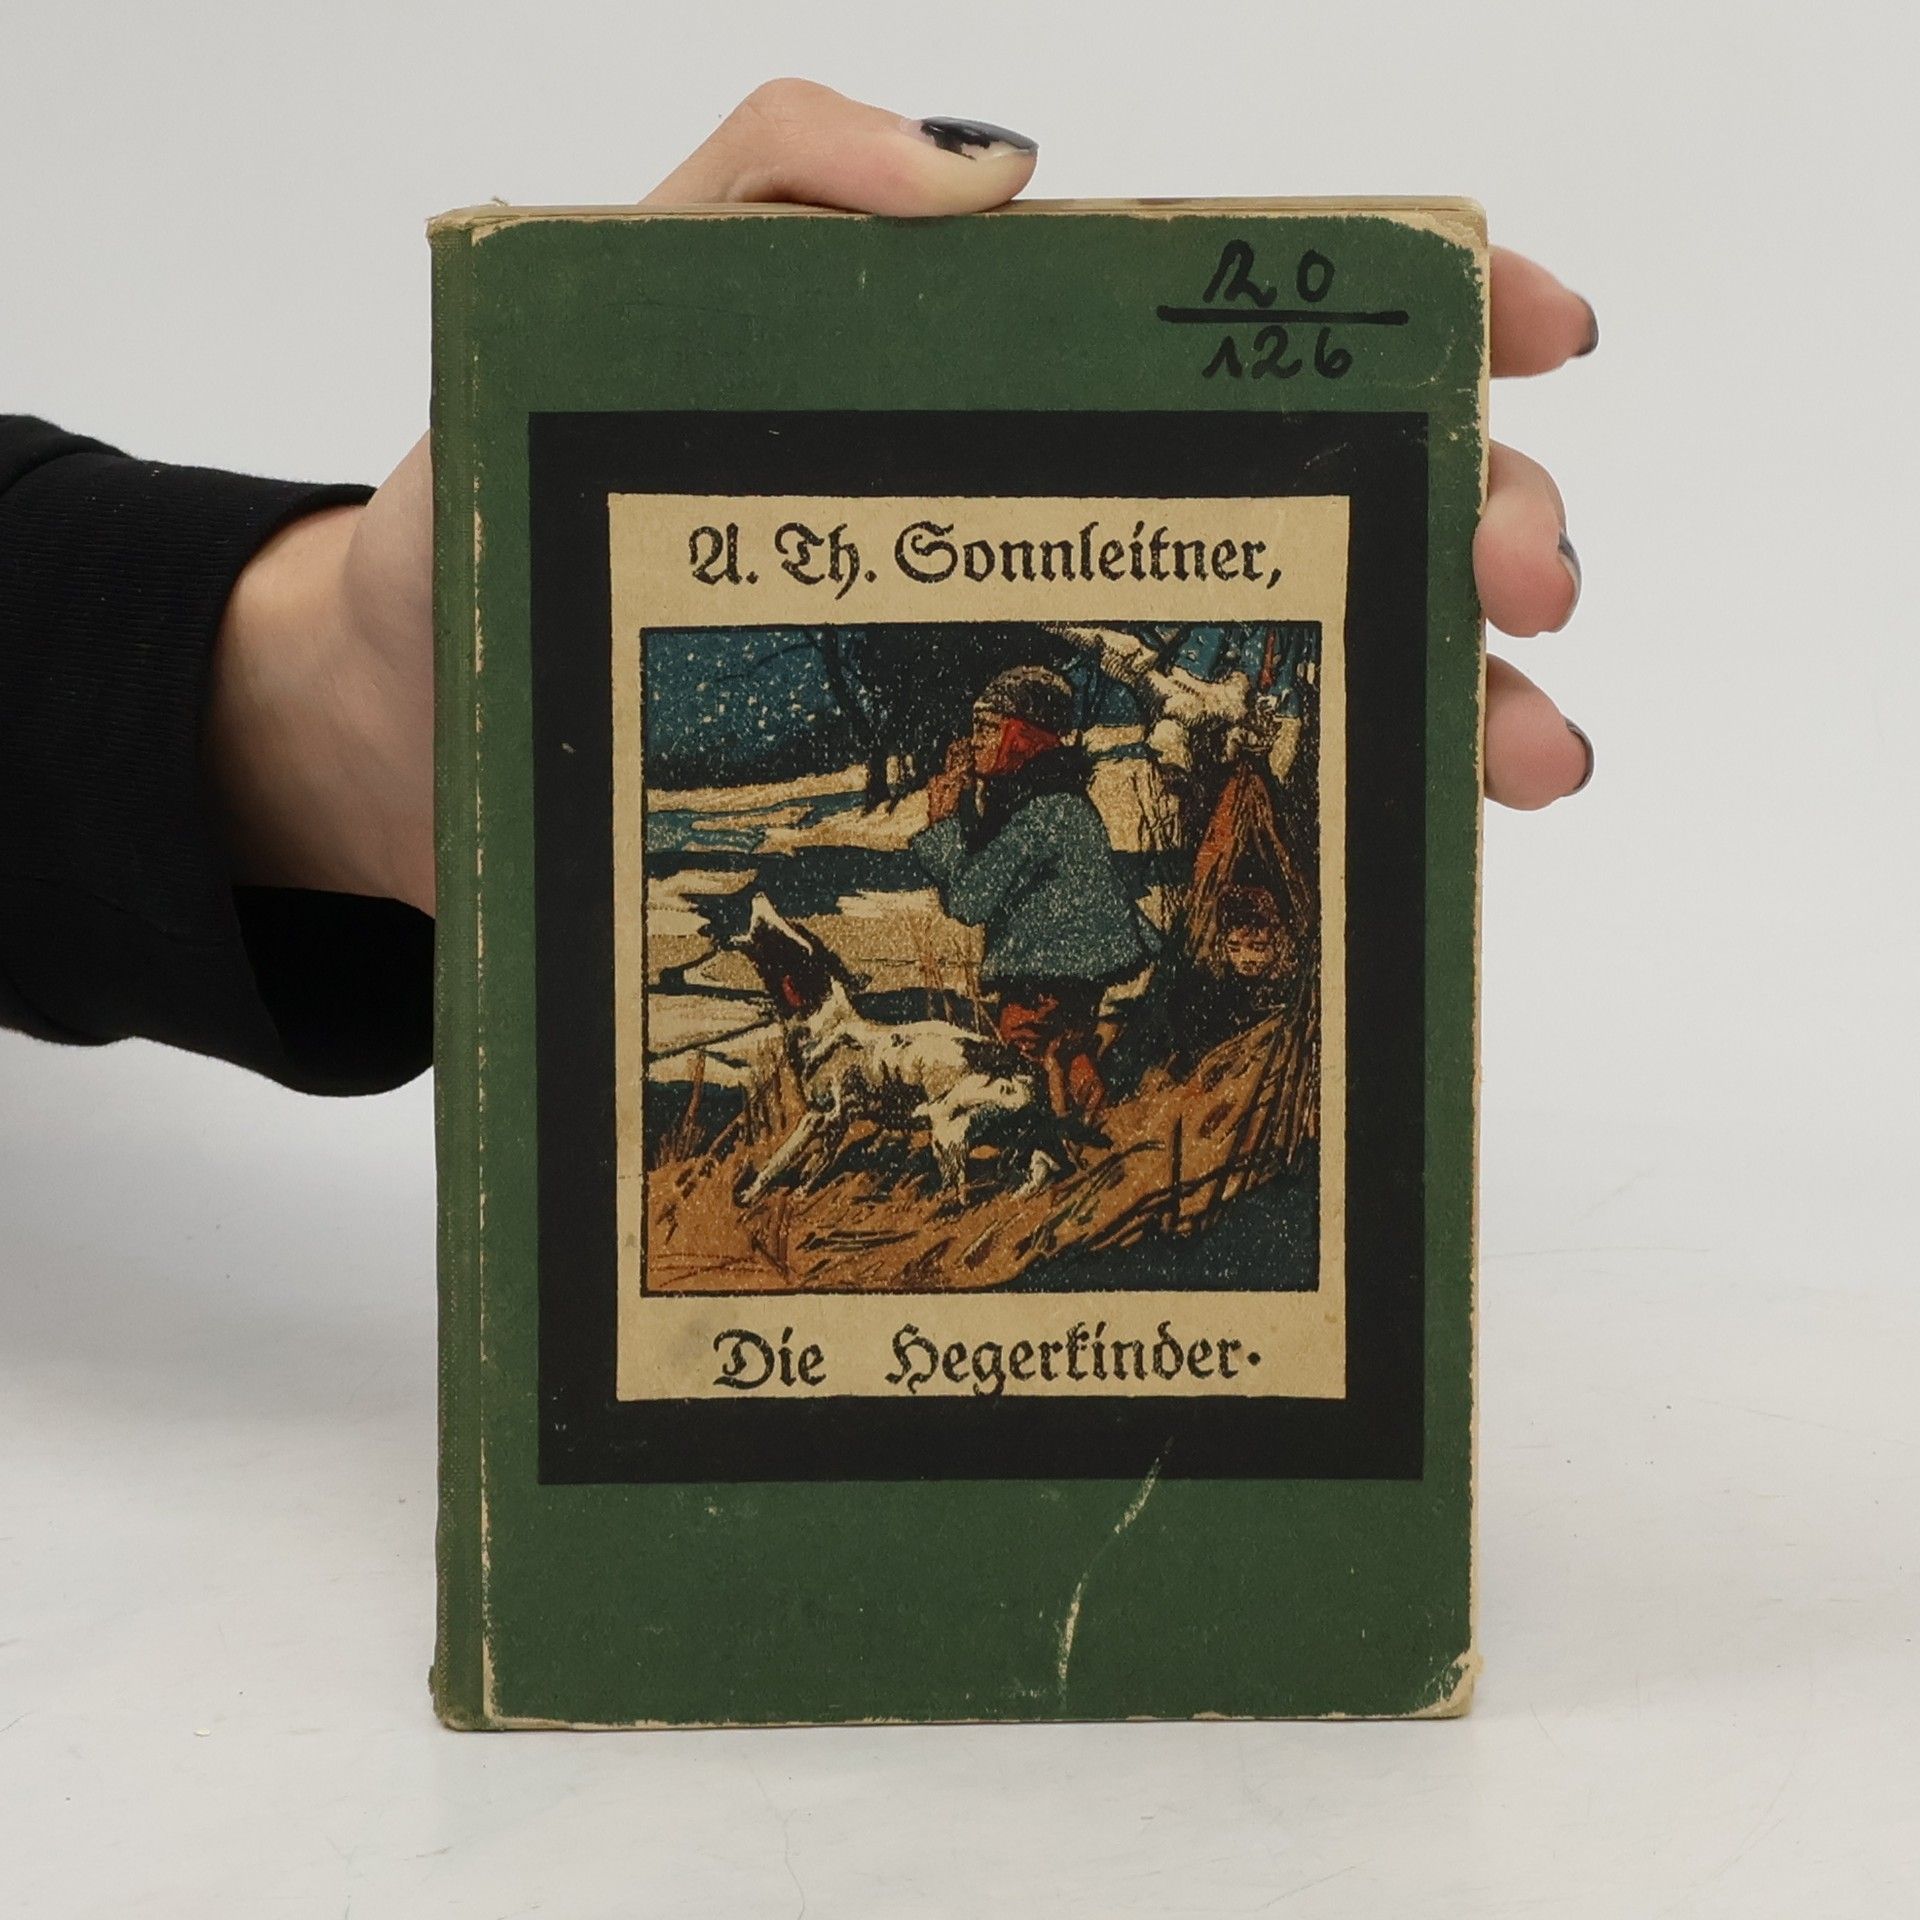 20
126
A. Th. Sonnleitner,
Die Hegerkinder.